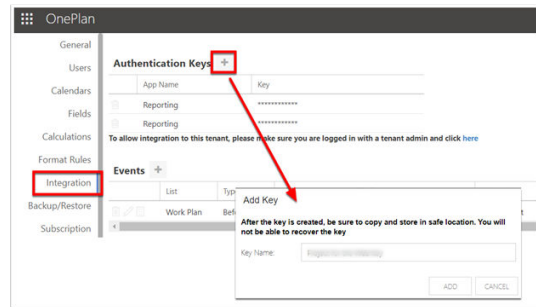 OnePlan
General
Users
Calendars
Fields
Calculations
Format Rules
Integration
Backup/Restore
Subscription
Authentication Keys +
App Name Key
Reporting ************
Reporting ************
To allow integration to this tenant, please make sure you are logged in with a tenant admin and click here
Events +
List
Work Plan
Add Key
After the key is created, be sure to copy and store in safe location. You will
not be able to recover the key
Key Name:
ADD CANCEL